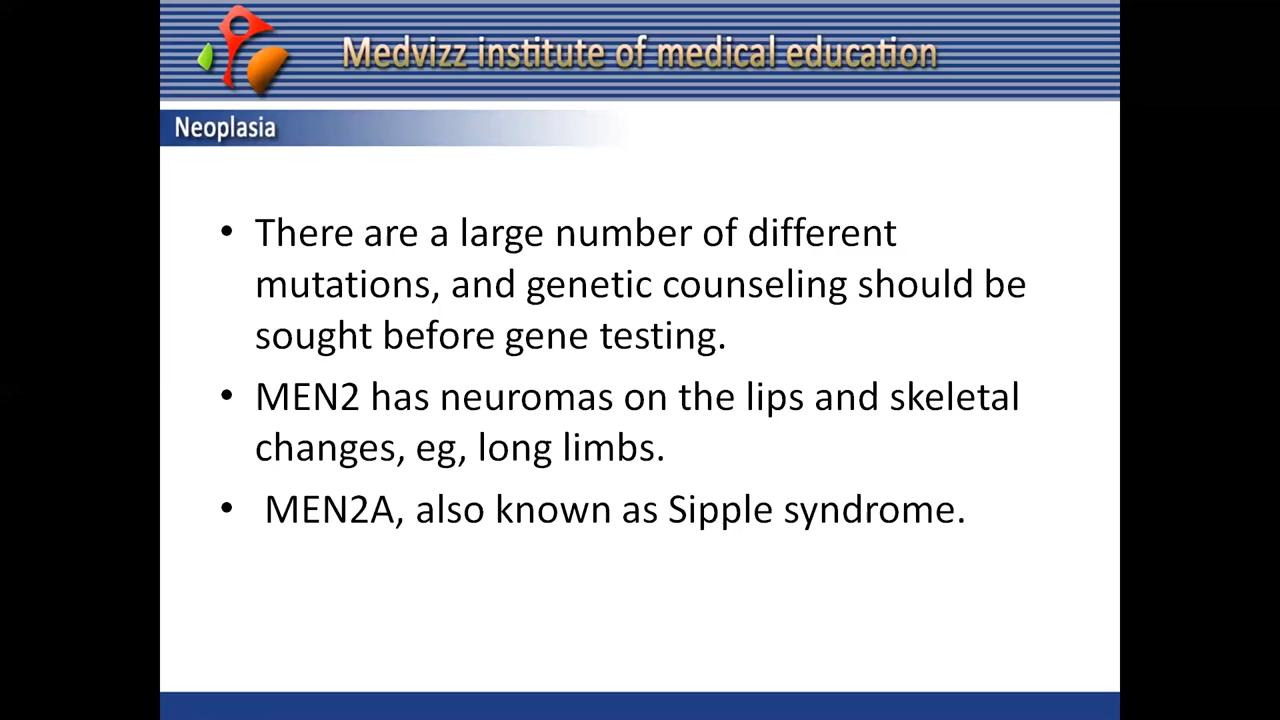 Medvizz institute of medical education
Neoplasia
• There are a large number of different
mutations, and genetic counseling should be
sought before gene testing.
• MEN2 has neuromas on the lips and skeletal
changes, eg, long limbs.
• MEN2A, also known as Sipple syndrome.